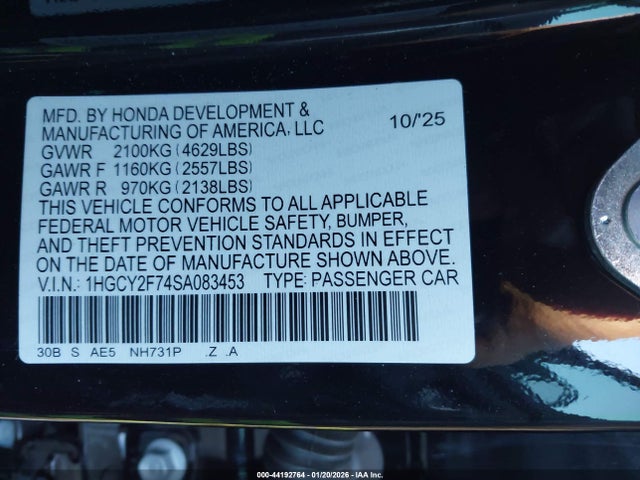 MFD. BY HONDA DEVELOPMENT &
MANUFACTURING OF AMERICA, LLC 10/'25
GVWR 2100KG (4629LBS)
GAWR F 1160KG (2557LBS)
GAWR R 970KG (2138LBS)
THIS VEHICLE CONFORMS TO ALL APPLICABLE
FEDERAL MOTOR VEHICLE SAFETY, BUMPER,
AND THEFT PREVENTION STANDARDS IN EFFECT
ON THE DATE OF MANUFACTURE SHOWN ABOVE.
V.I.N.: 1HGCY2F74SA083453 TYPE: PASSENGER CAR
30B S AE5 NH731P .Z .A
000-44192764 - 01/20/2026 - IAA Inc.